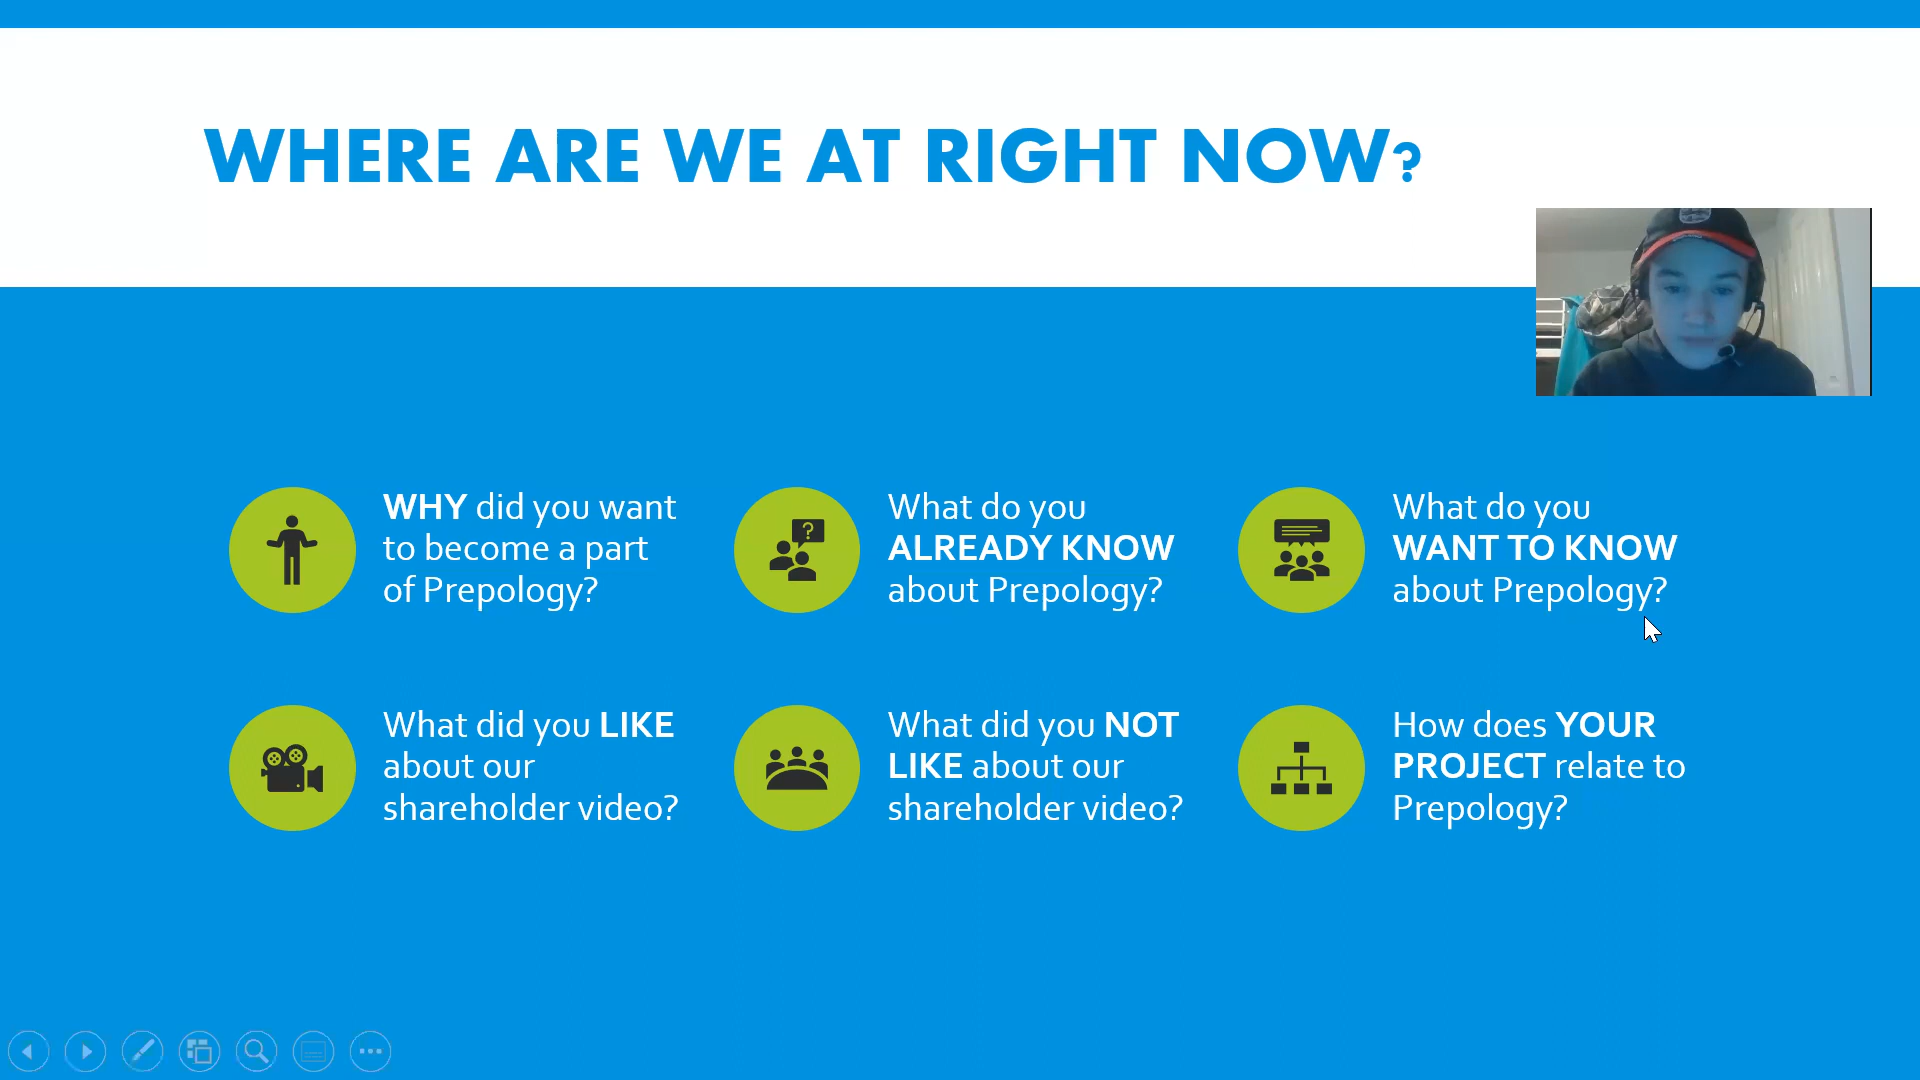 WHERE ARE WE AT RIGHT NOW?
WHY did you want
to become a part
of Prepology?
What do you
ALREADY KNOW
about Prepology?
What do you
WANT TO KNOW
about Prepology?
What did you LIKE
about our
shareholder video?
What did you NOT
LIKE about our
shareholder video?
How does YOUR
PROJECT relate to
Prepology?